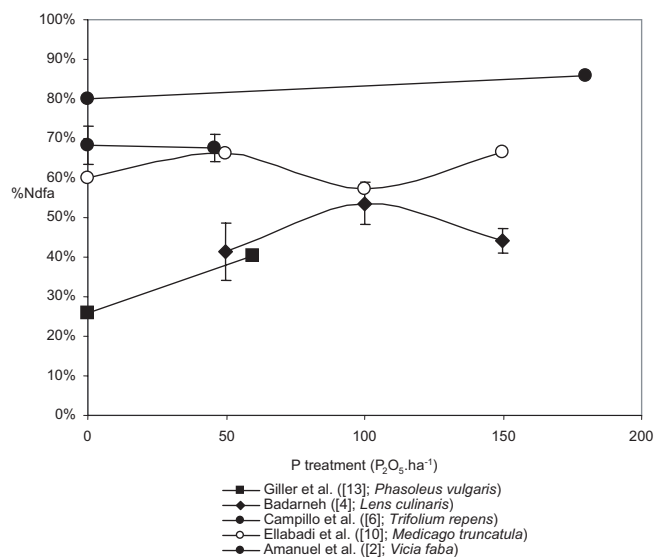 100%
90%
80%
70%
60%
%Ndfa
50%
40%
30%
20%
10%
0%
0 50 100 150 200
P treatment (P₂O₅.ha⁻¹)
Giller et al. ([13]; Phasoleus vulgaris)
Badarneh ([4]; Lens culinaris)
Campillo et al. ([6]; Trifolium repens)
Ellabadi et al. ([10]; Medicago truncatula)
Amanuel et al. ([2]; Vicia faba)